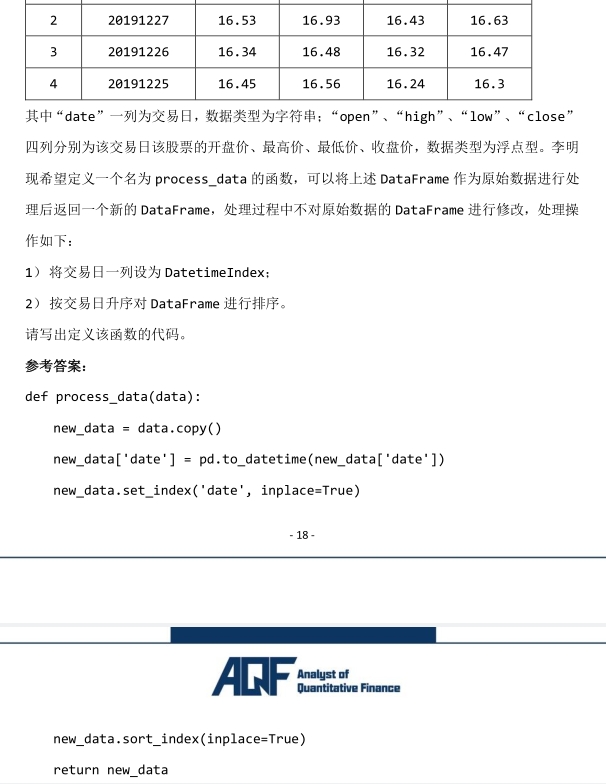 2 20191227 16.53 16.93 16.43 16.63
3 20191226 16.34 16.48 16.32 16.47
4 20191225 16.45 16.56 16.24 16.3
其中“date”一列为交易日，数据类型为字符串；“open”、“high”、“low”、“close”
四列分别为该交易日该股票的开盘价、最高价、最低价、收盘价，数据类型为浮点型。李明
现希望定义一个名为 process_data 的函数，可以将上述 DataFrame 作为原始数据进行处
理后返回一个新的 DataFrame，处理过程中不对原始数据的 DataFrame 进行修改，处理操
作如下：
1） 将交易日一列设为 DatetimeIndex；
2） 按交易日升序对 DataFrame 进行排序。
请写出定义该函数的代码。
参考答案：
def process_data(data):
new_data = data.copy()
new_data['date'] = pd.to_datetime(new_data['date'])
new_data.set_index('date', inplace=True)
- 18 -
AQF Analyst of
Quantitative Finance
new_data.sort_index(inplace=True)
return new_data